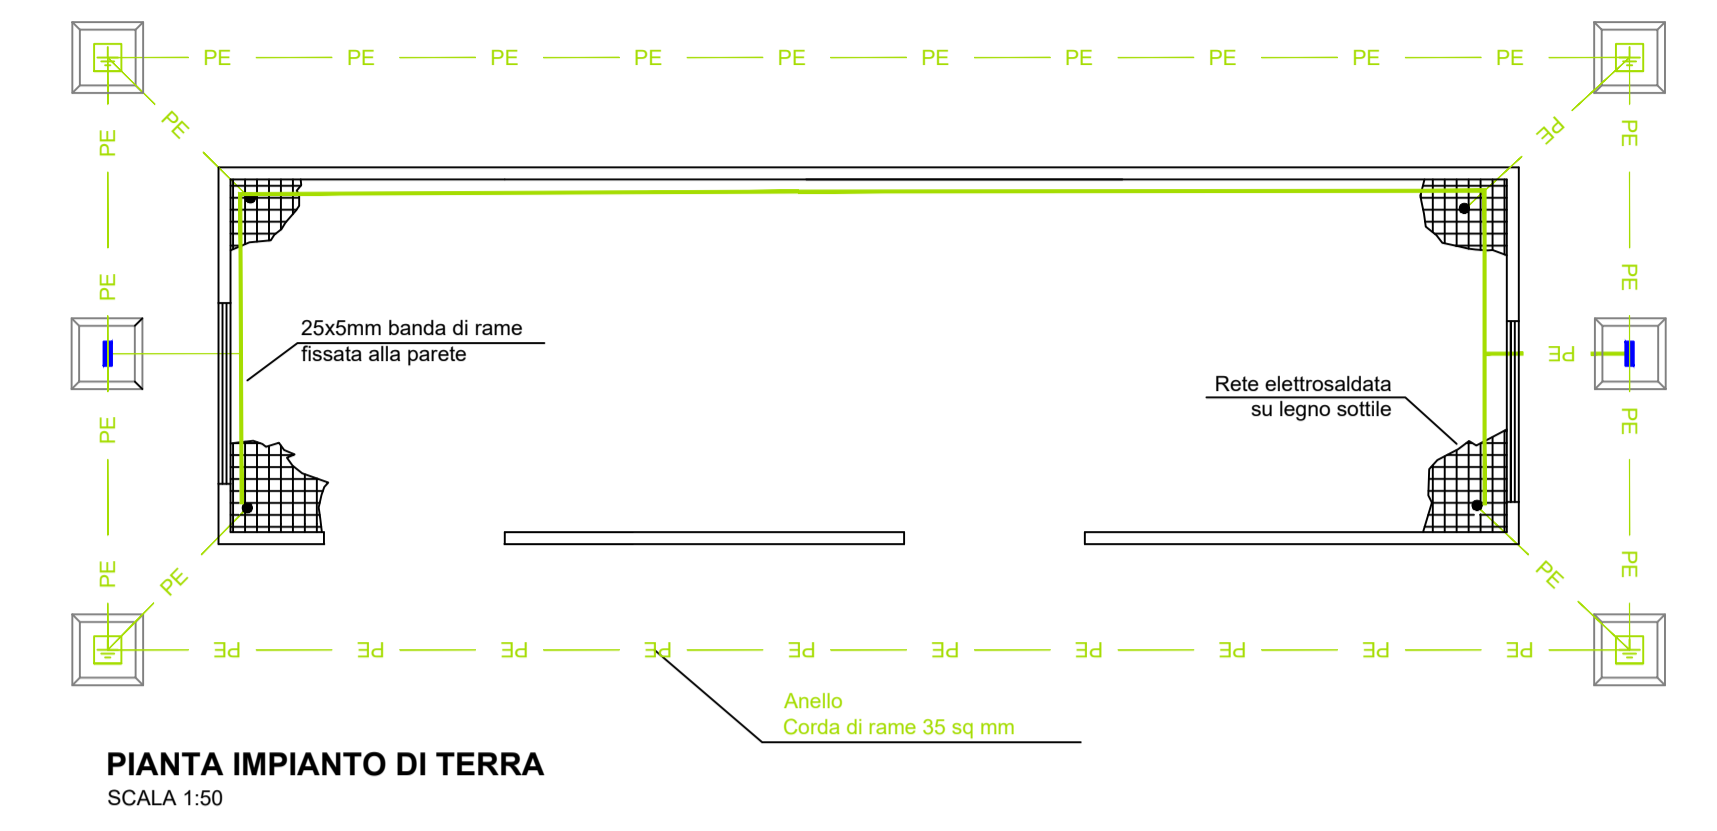 PE PE PE PE PE PE PE PE PE PE
PE PE PE PE
PE PE
25x5mm banda di rame
fissata alla parete
PE
Rete elettrosaldata
su legno sottile
PE PE
PE PE PE PE
PE PE PE PE PE PE PE PE PE PE
Anello
Corda di rame 35 sq mm
PIANTA IMPIANTO DI TERRA
SCALA 1:50